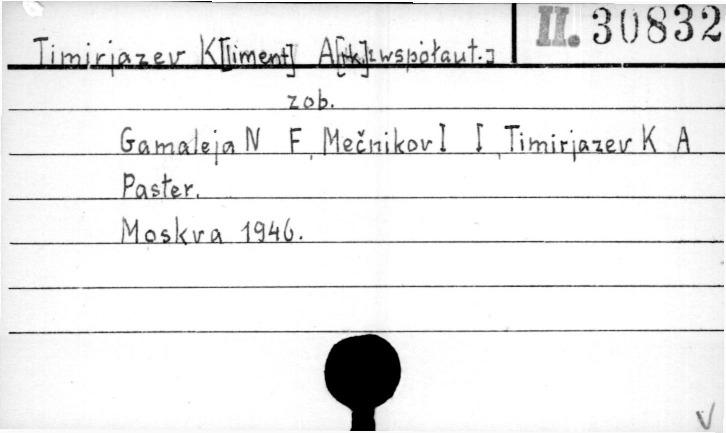 II. 30832
Timirjazev K[liment] A[rk.] [współaut.]
zob.
Gamaleja N F, Mečnikov I I, Timirjazev K A
Paster.
Moskva 1946.